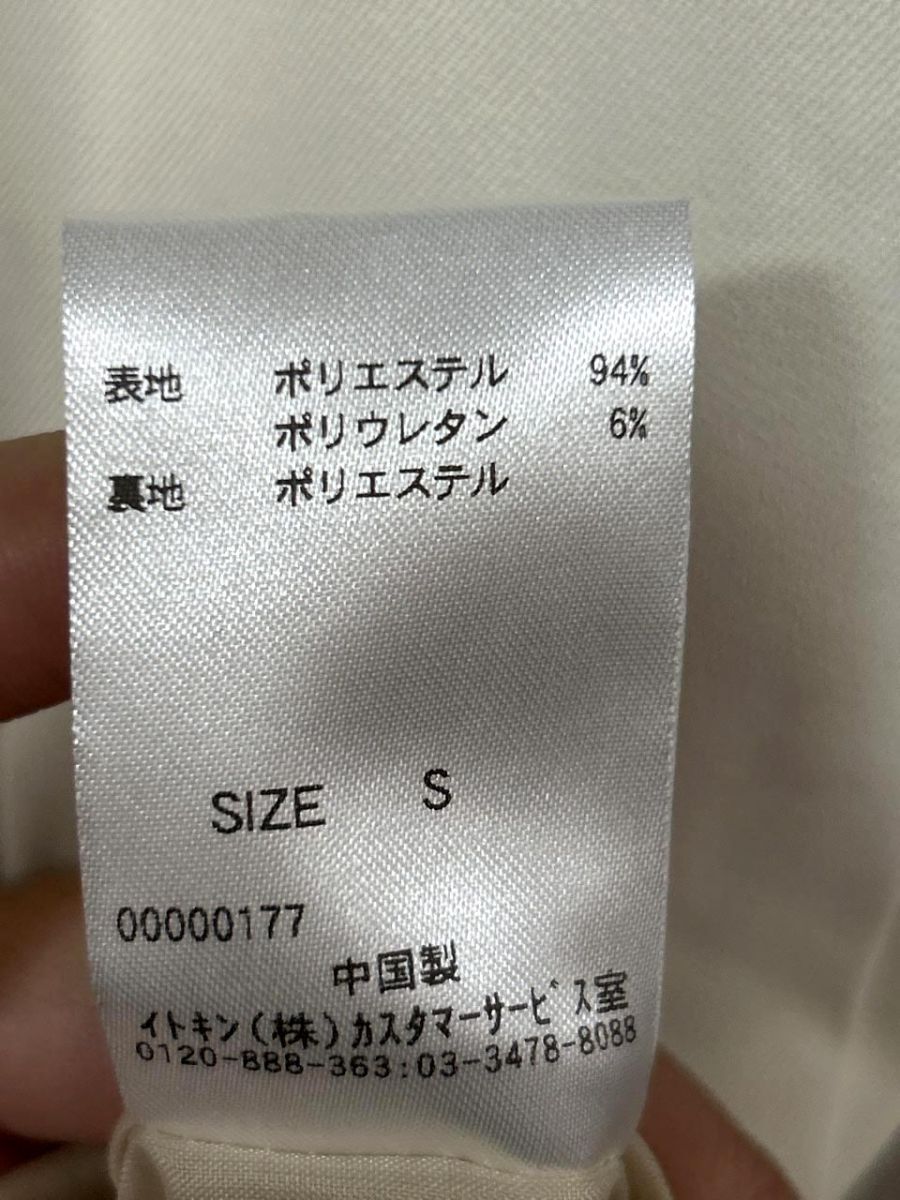 表地 ポリエステル 94%
ポリウレタン 6%
裏地 ポリエステル
SIZE S
00000177
中国製
イトキン(株)カスタマーサービス室
0120-888-363:03-3478-8088